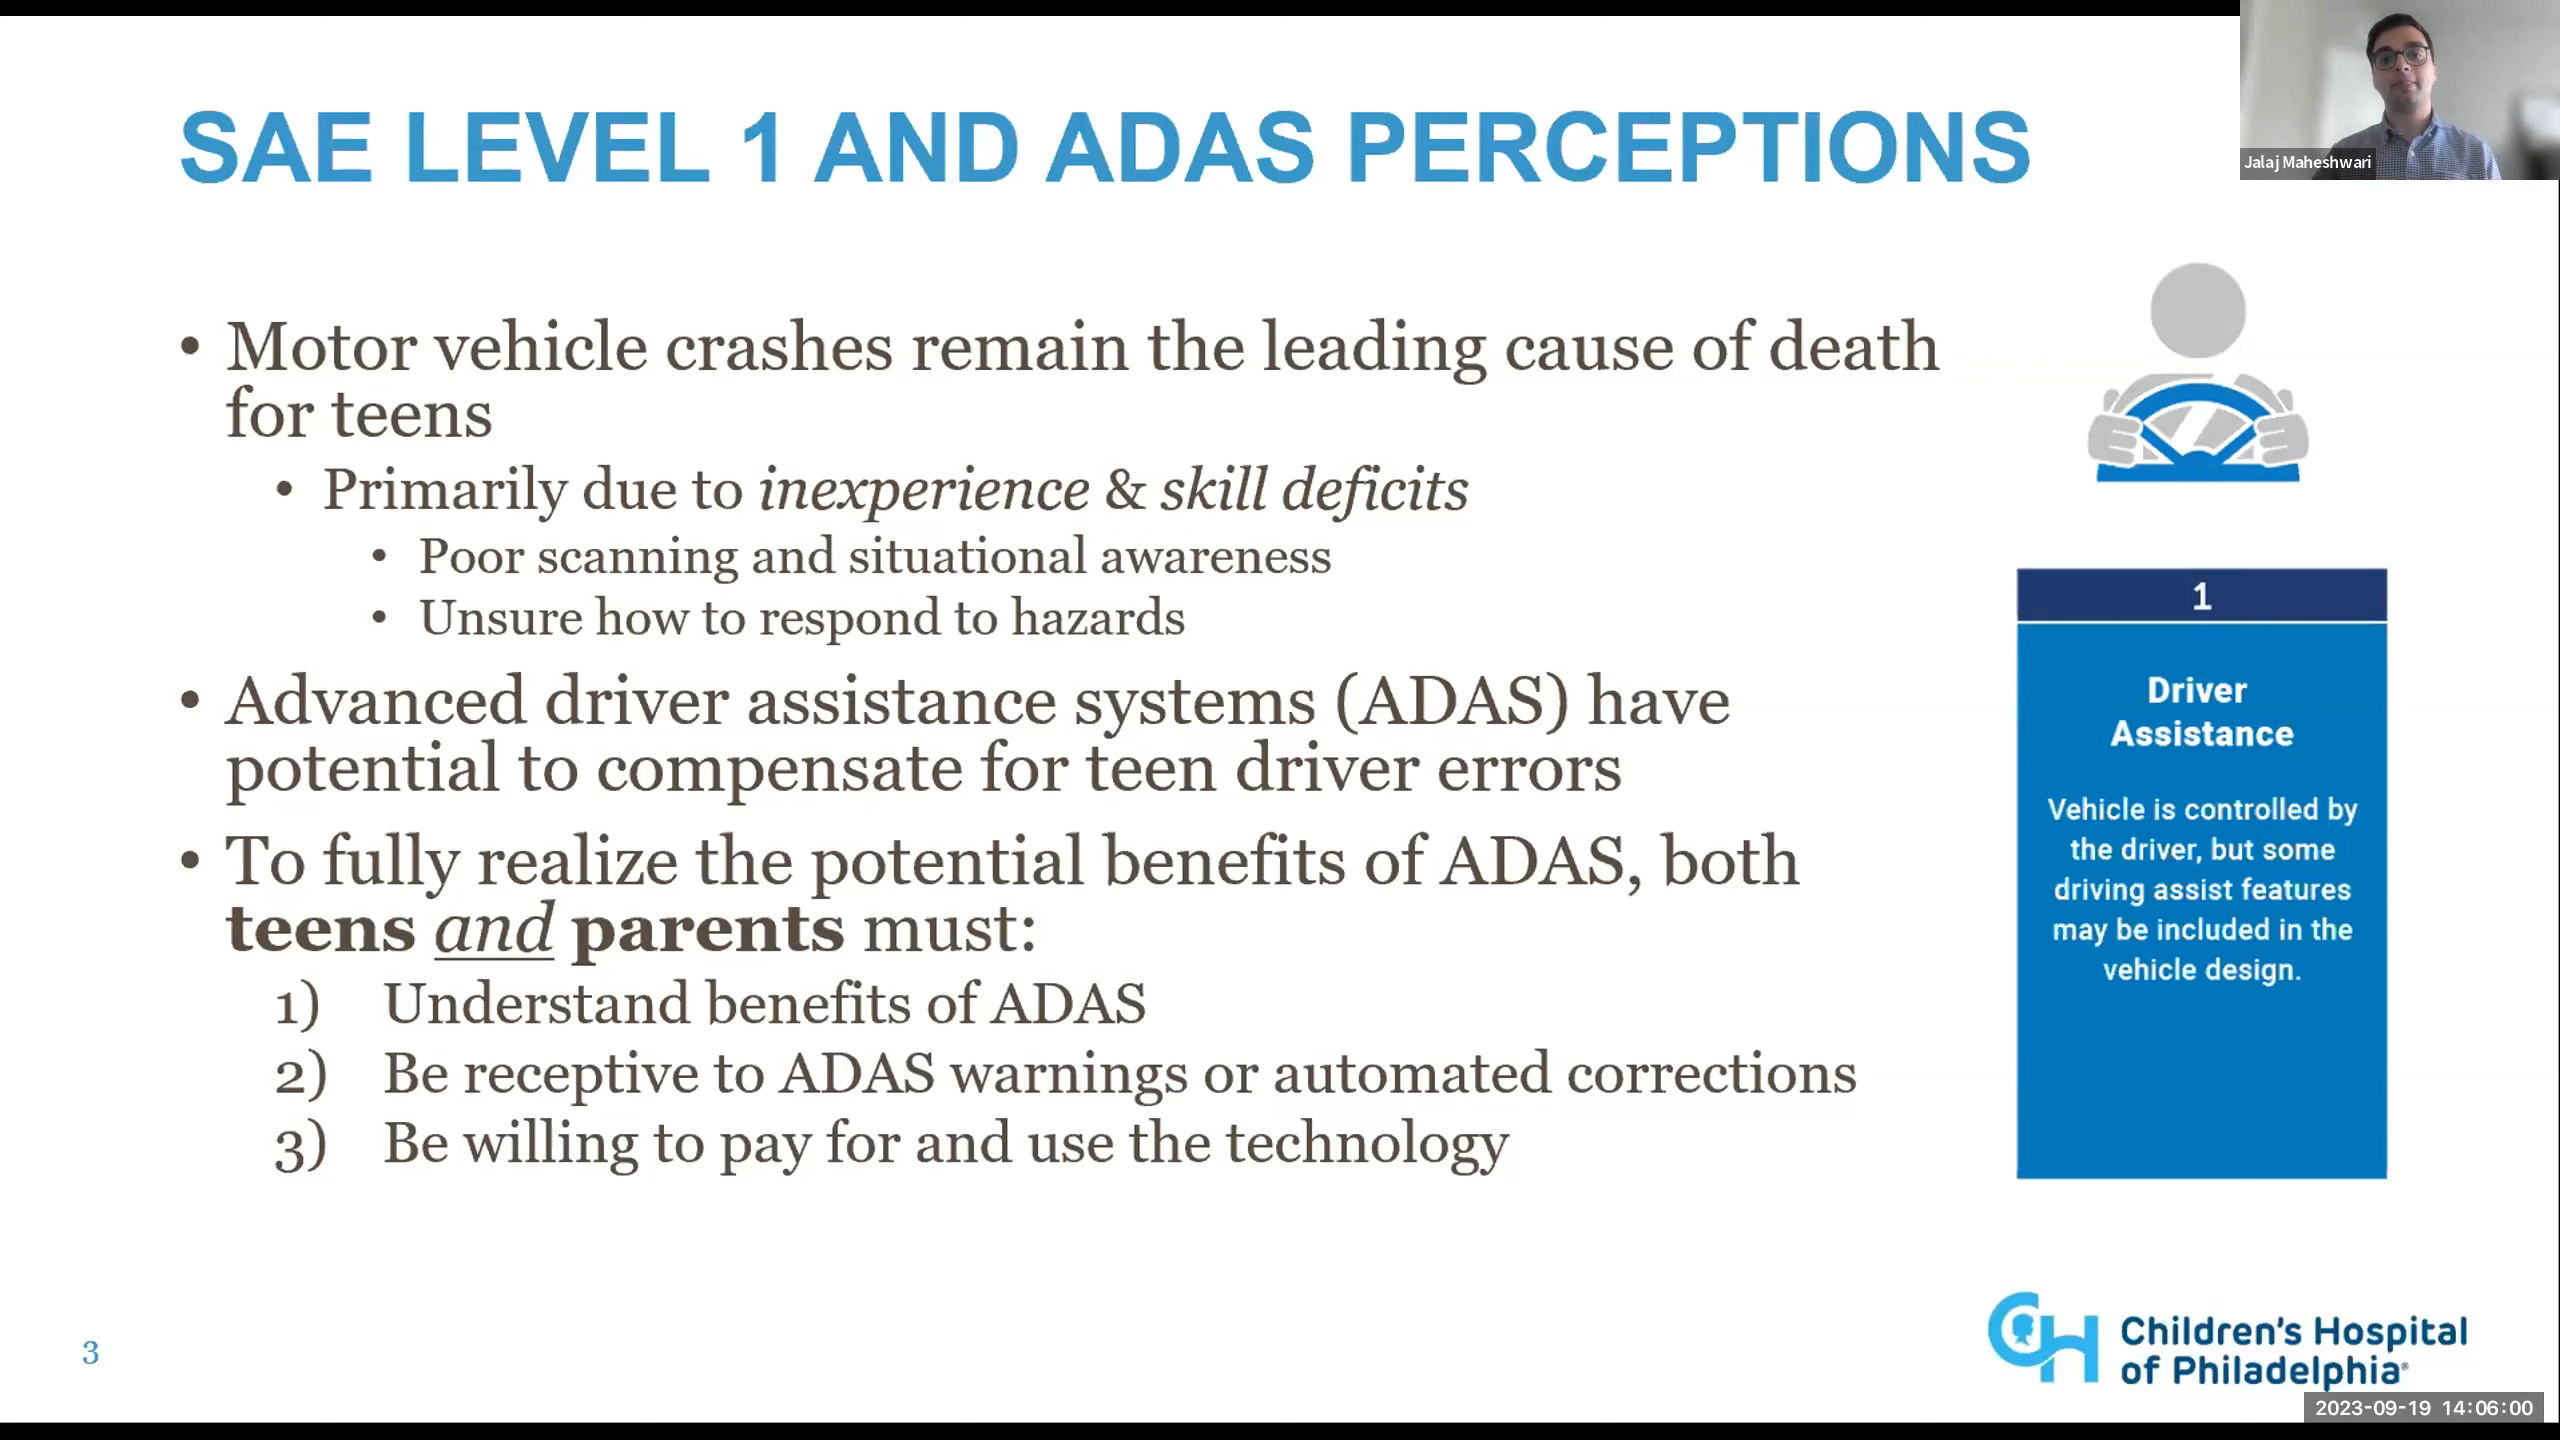 SAE LEVEL 1 AND ADAS PERCEPTIONS
Jalaj Maheshwari
• Motor vehicle crashes remain the leading cause of death
for teens
• Primarily due to inexperience & skill deficits
• Poor scanning and situational awareness
• Unsure how to respond to hazards
• Advanced driver assistance systems (ADAS) have
potential to compensate for teen driver errors
• To fully realize the potential benefits of ADAS, both
teens and parents must:
1) Understand benefits of ADAS
2) Be receptive to ADAS warnings or automated corrections
3) Be willing to pay for and use the technology
1
Driver
Assistance
Vehicle is controlled by
the driver, but some
driving assist features
may be included in the
vehicle design.
3
CH Children's Hospital
of Philadelphia®
2023-09-19 14:06:00